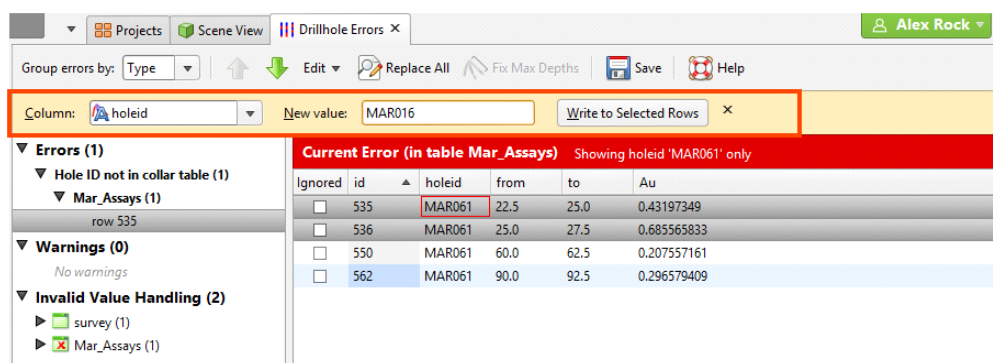 Projects Scene View Drillhole Errors Alex Rock
Group errors by: Type Edit Replace All Fix Max Depths Save Help
Column: holeid New value: MAR016 Write to Selected Rows
Errors (1)
Hole ID not in collar table (1)
Mar_Assays (1)
row 535
Warnings (0)
No warnings
Invalid Value Handling (2)
survey (1)
Mar_Assays (1)
Current Error (in table Mar_Assays) Showing holeid 'MAR061' only
Ignored id holeid from to Au
535 MAR061 22.5 25.0 0.43197349
536 MAR061 25.0 27.5 0.685565833
550 MAR061 60.0 62.5 0.207557161
562 MAR061 90.0 92.5 0.296579409